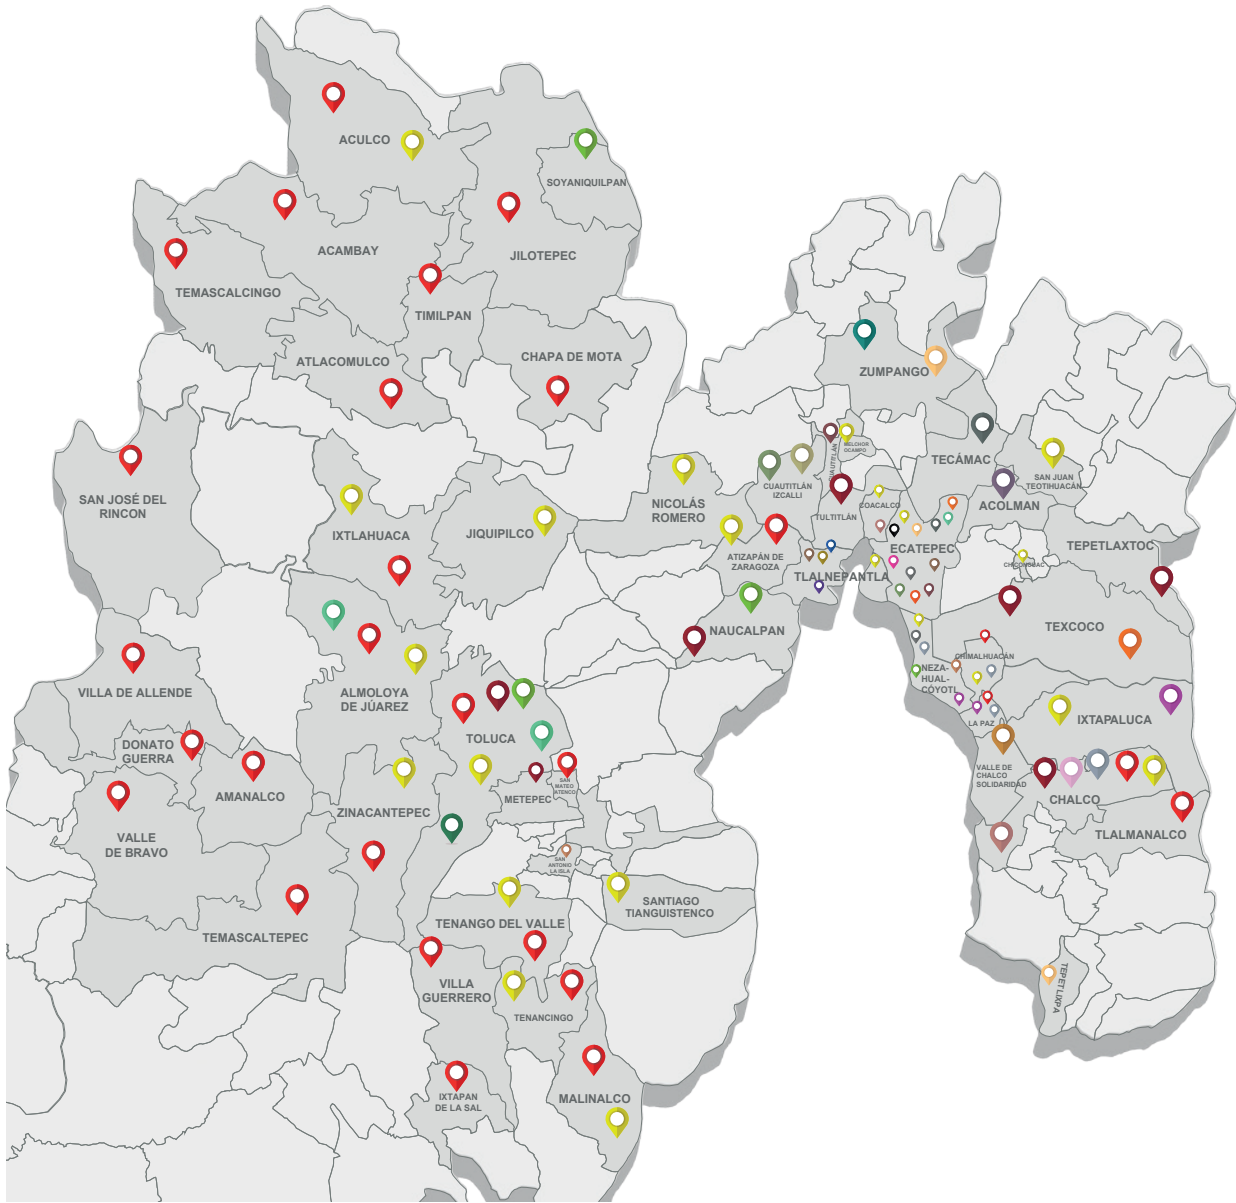 ACULCO
SOYANIQUILPAN
ACAMBAY
JILOTEPEC
TEMASCALCINGO
TIMILPAN
ATLACOMULCO
CHAPA DE MOTA
ZUMPANGO
MELCHOR
OCAMPO
CUAUTITLÁN
TECÁMAC
SAN JUAN
TEOTIHUACÁN
CUAUTITLÁN
IZCALLI
SAN JOSÉ DEL
RINCON
NICOLÁS
ROMERO
COACALCO
ACOLMAN
TULTITLÁN
IXTLAHUACA
JIQUIPILCO
ECATEPEC
TEPETLAXTOC
ATIZAPÁN DE
ZARAGOZA
CHICONCUAC
TLALNEPANTLA
NAUCALPAN
TEXCOCO
CHIMALHUACÁN
NEZA-
HUAL-
CÓYOTL
VILLA DE ALLENDE
ALMOLOYA
DE JÚAREZ
LA PAZ
IXTAPALUCA
TOLUCA
DONATO
GUERRA
VALLE DE
CHALCO
SOLIDARIDAD
SAN
MATEO
ATENCO
AMANALCO
METEPEC
CHALCO
ZINACANTEPEC
TLALMANALCO
VALLE
DE BRAVO
SAN
ANTONIO
LA ISLA
SANTIAGO
TIANGUISTENCO
TENANGO DEL VALLE
TEMASCALTEPEC
VILLA
GUERRERO
TEPETLIXPA
TENANCINGO
IXTAPAN
DE LA SAL
MALINALCO